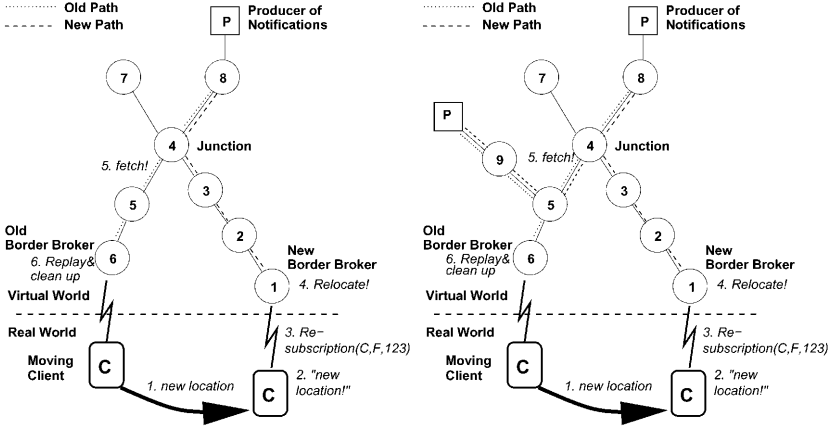 Old Path
New Path
P
Producer of
Notifications
7
8
4
Junction
5. fetch!
3
5
2
Old
Border Broker
6. Replay&
clean up
6
New
Border Broker
1
4. Relocate!
Virtual World
Real World
3. Re-
subscription(C,F,123)
Moving
Client
C
1. new location
2. "new
location!"
C
Old Path
New Path
P
Producer of
Notifications
7
8
P
4
Junction
9
5. fetch!
3
5
2
Old
Border Broker
6. Replay&
clean up
6
New
Border Broker
1
4. Relocate!
Virtual World
Real World
3. Re-
subscription(C,F,123)
Moving
Client
C
1. new location
2. "new
location!"
C